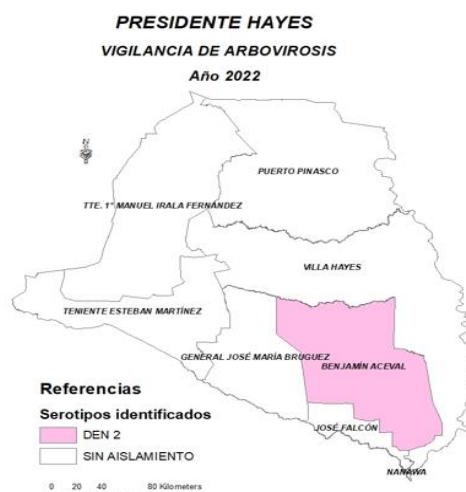 PRESIDENTE HAYES
VIGILANCIA DE ARBOVIROSIS
Año 2022
PUERTO PINASCO
TTE. 1° MANUEL IRALA FERNÁNDEZ
VILLA HAYES
TENIENTE ESTEBAN MARTÍNEZ
GENERAL JOSÉ MARÍA BRUGUEZ
BENJAMÍN ACEVAL
JOSÉ FALCÓN
NANAWA
Referencias
Serotipos identificados
DEN 2
SIN AISLAMIENTO
0 20 40 80 Kilometers